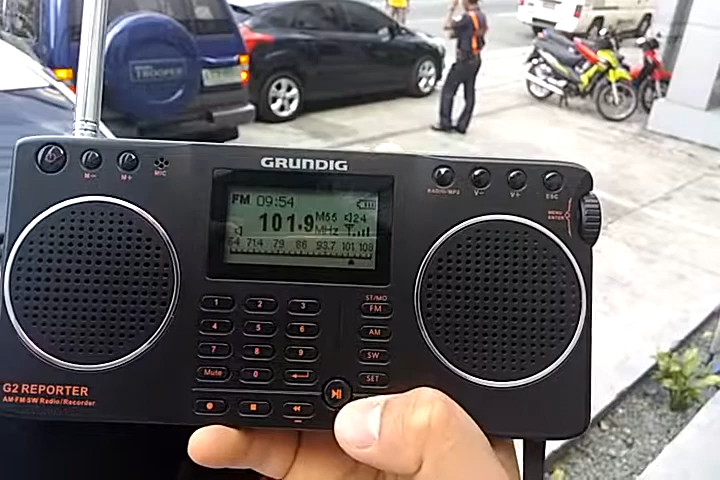 TROOPER
GRUNDIG
M-
M+
MIC
RADIO/MP3
V-
V+
ESC
MENU
ENTER
FM 09:54
101.9 MHz
M55
24
64 71.4 79 86 93.7 101 108
ST/MO
1 2 3 FM
4 5 6 AM
7 8 9 SW
Mute 0 SET
G2 REPORTER
AM-FM-SW Radio/Recorder